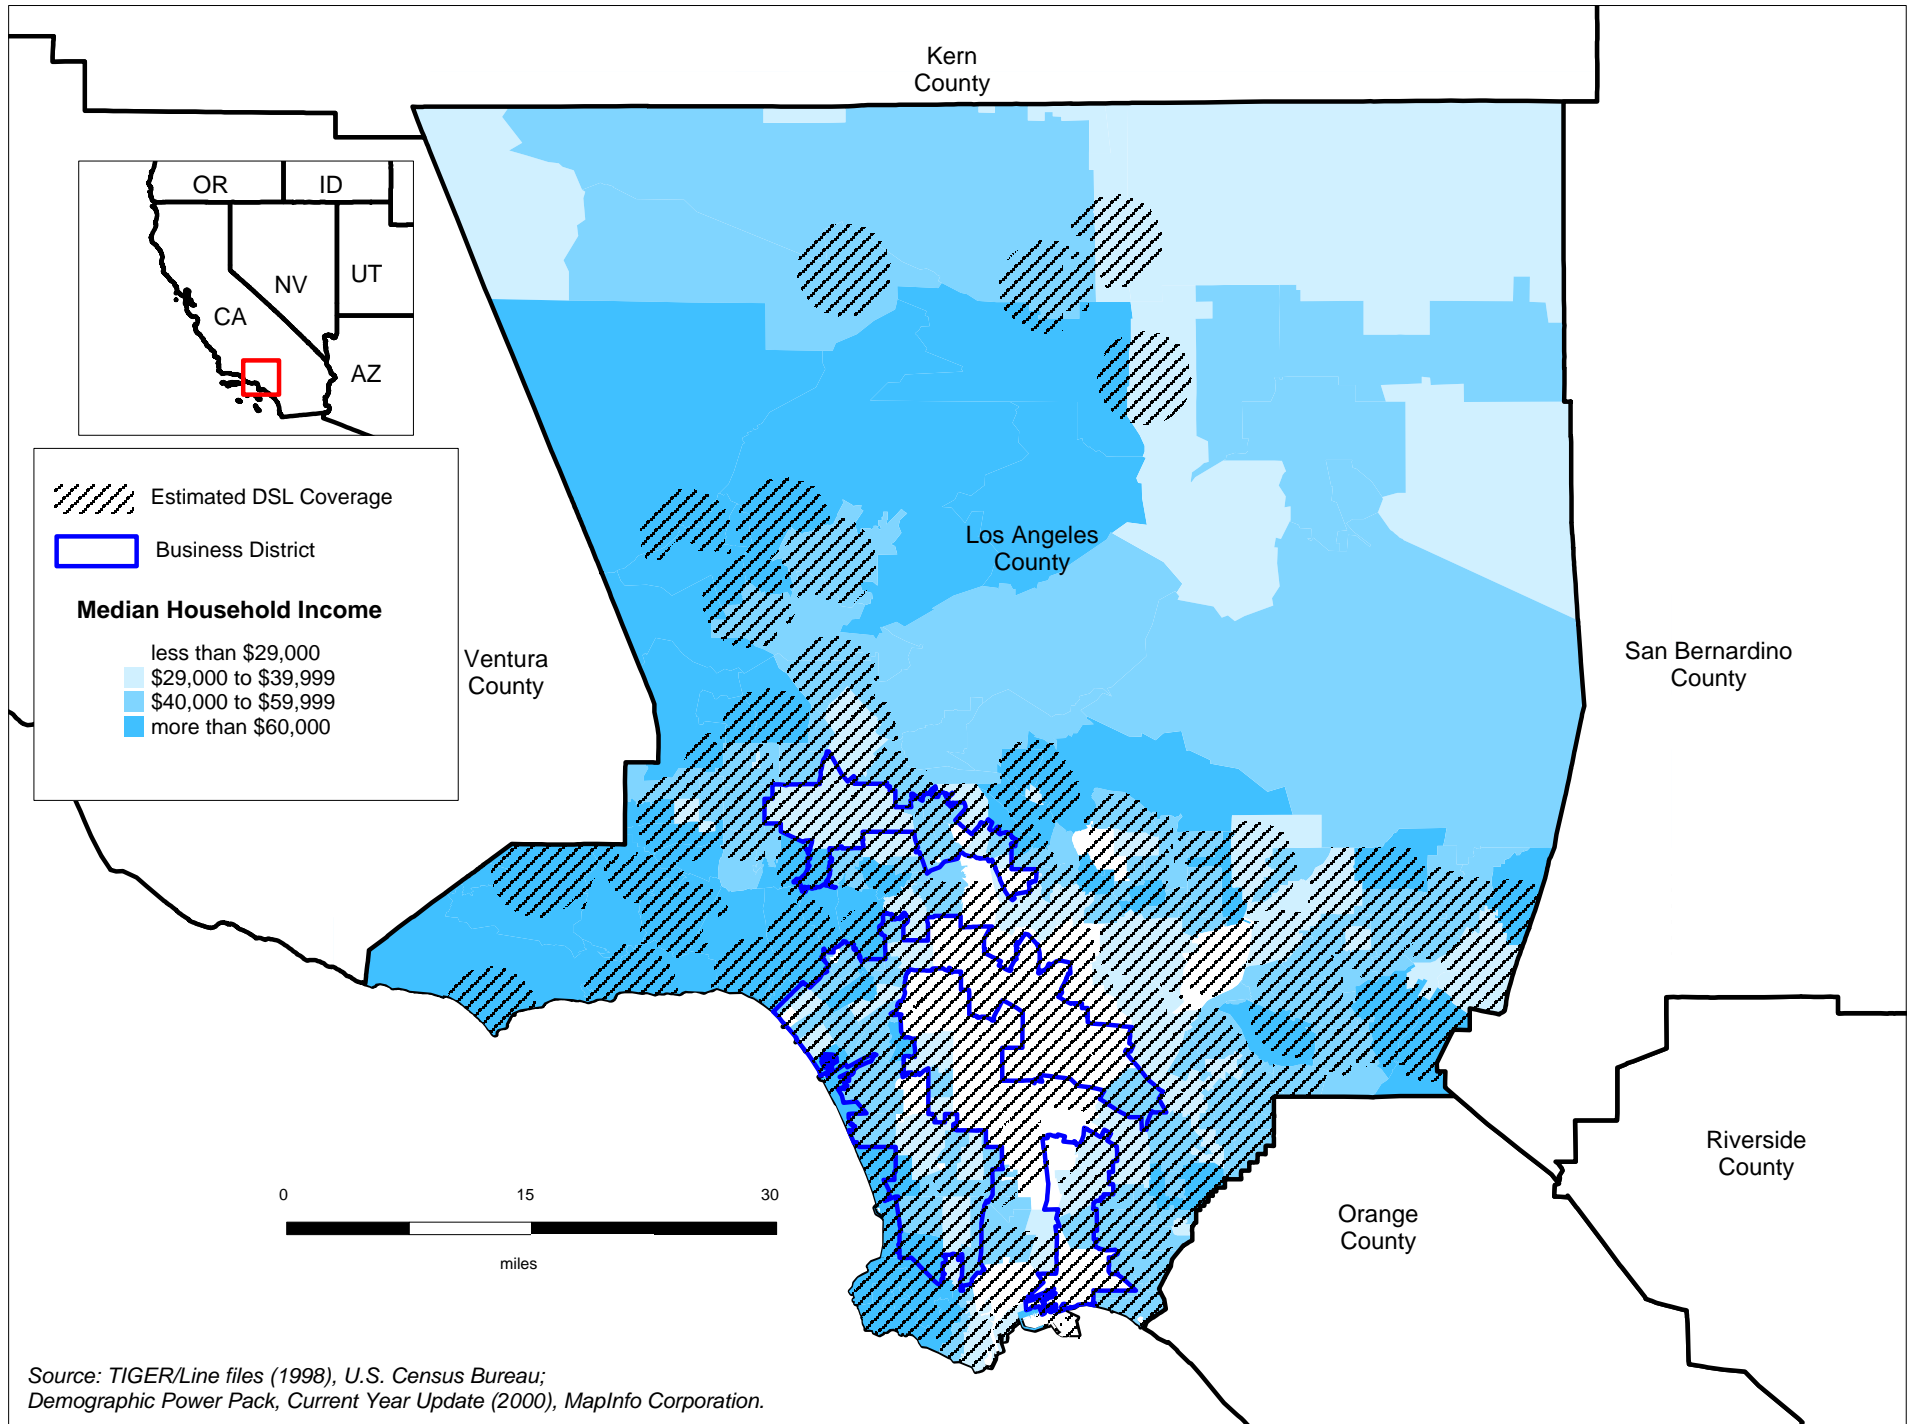 Kern
County
OR
ID
NV
UT
CA
AZ
Estimated DSL Coverage
Business District
Median Household Income
less than $29,000
$29,000 to $39,999
$40,000 to $59,999
more than $60,000
Los Angeles
County
Ventura
County
San Bernardino
County
Riverside
County
Orange
County
0 15 30
miles
Source: TIGER/Line files (1998), U.S. Census Bureau;
Demographic Power Pack, Current Year Update (2000), MapInfo Corporation.